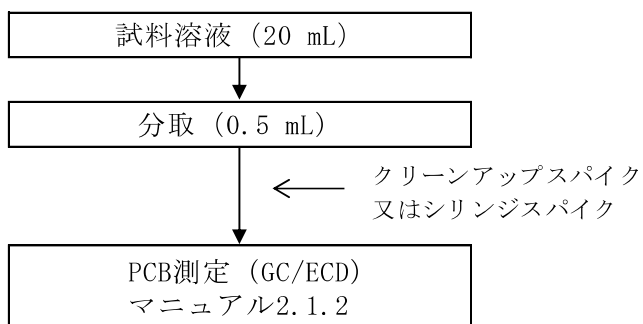 試料溶液 (20 mL)
分取 (0.5 mL)
クリーンアップスパイク
又はシリンジスパイク
PCB測定 (GC/ECD)
マニュアル2.1.2